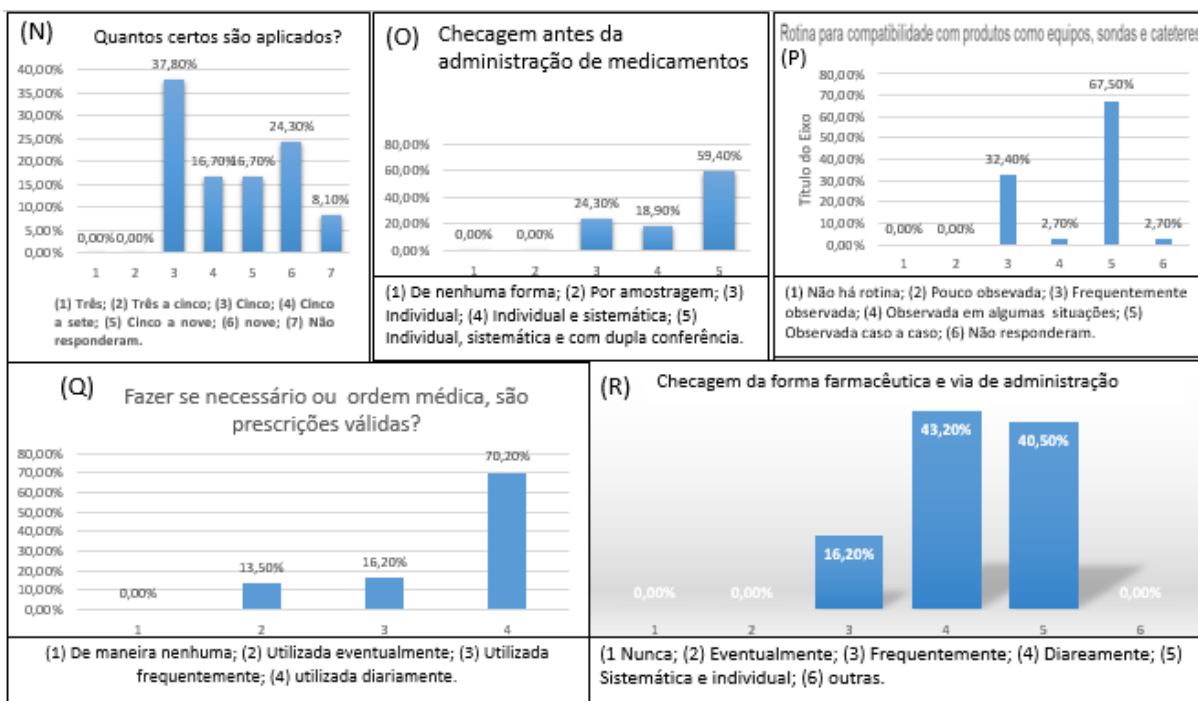 (N)
Quantos certos são aplicados?
40,00%
35,00%
30,00%
25,00%
20,00%
15,00%
10,00%
5,00%
0,00%
0,00%
0,00%
37,80%
16,70%
16,70%
24,30%
8,10%
1 2 3 4 5 6 7
(1) Três; (2) Três a cinco; (3) Cinco; (4) Cinco
a sete; (5) Cinco a nove; (6) nove; (7) Não
responderam.
(O)
Checagem antes da
administração de medicamentos
80,00%
60,00%
40,00%
20,00%
0,00%
0,00%
0,00%
24,30%
18,90%
59,40%
1 2 3 4 5
(1) De nenhuma forma; (2) Por amostragem; (3)
Individual; (4) Individual e sistemática; (5)
Individual, sistemática e com dupla conferência.
Rotina para compatibilidade com produtos como equipos, sondas e cateteres
(P)
Título do Eixo
80,00%
70,00%
60,00%
50,00%
40,00%
30,00%
20,00%
10,00%
0,00%
0,00%
0,00%
32,40%
2,70%
67,50%
2,70%
1 2 3 4 5 6
(1) Não há rotina; (2) Pouco obsevada; (3) Frequentemente
observada; (4) Observada em algumas situações; (5)
Observada caso a caso; (6) Não responderam.
(Q)
Fazer se necessário ou ordem médica, são
prescrições válidas?
80,00%
70,00%
60,00%
50,00%
40,00%
30,00%
20,00%
10,00%
0,00%
0,00%
13,50%
16,20%
70,20%
1 2 3 4
(1) De maneira nenhuma; (2) Utilizada eventualmente; (3) Utilizada
frequentemente; (4) utilizada diariamente.
(R)
Checagem da forma farmacêutica e via de administração
0,00%
0,00%
16,20%
43,20%
40,50%
0,00%
1 2 3 4 5 6
(1 Nunca; (2) Eventualmente; (3) Frequentemente; (4) Diareamente; (5)
Sistemática e individual; (6) outras.